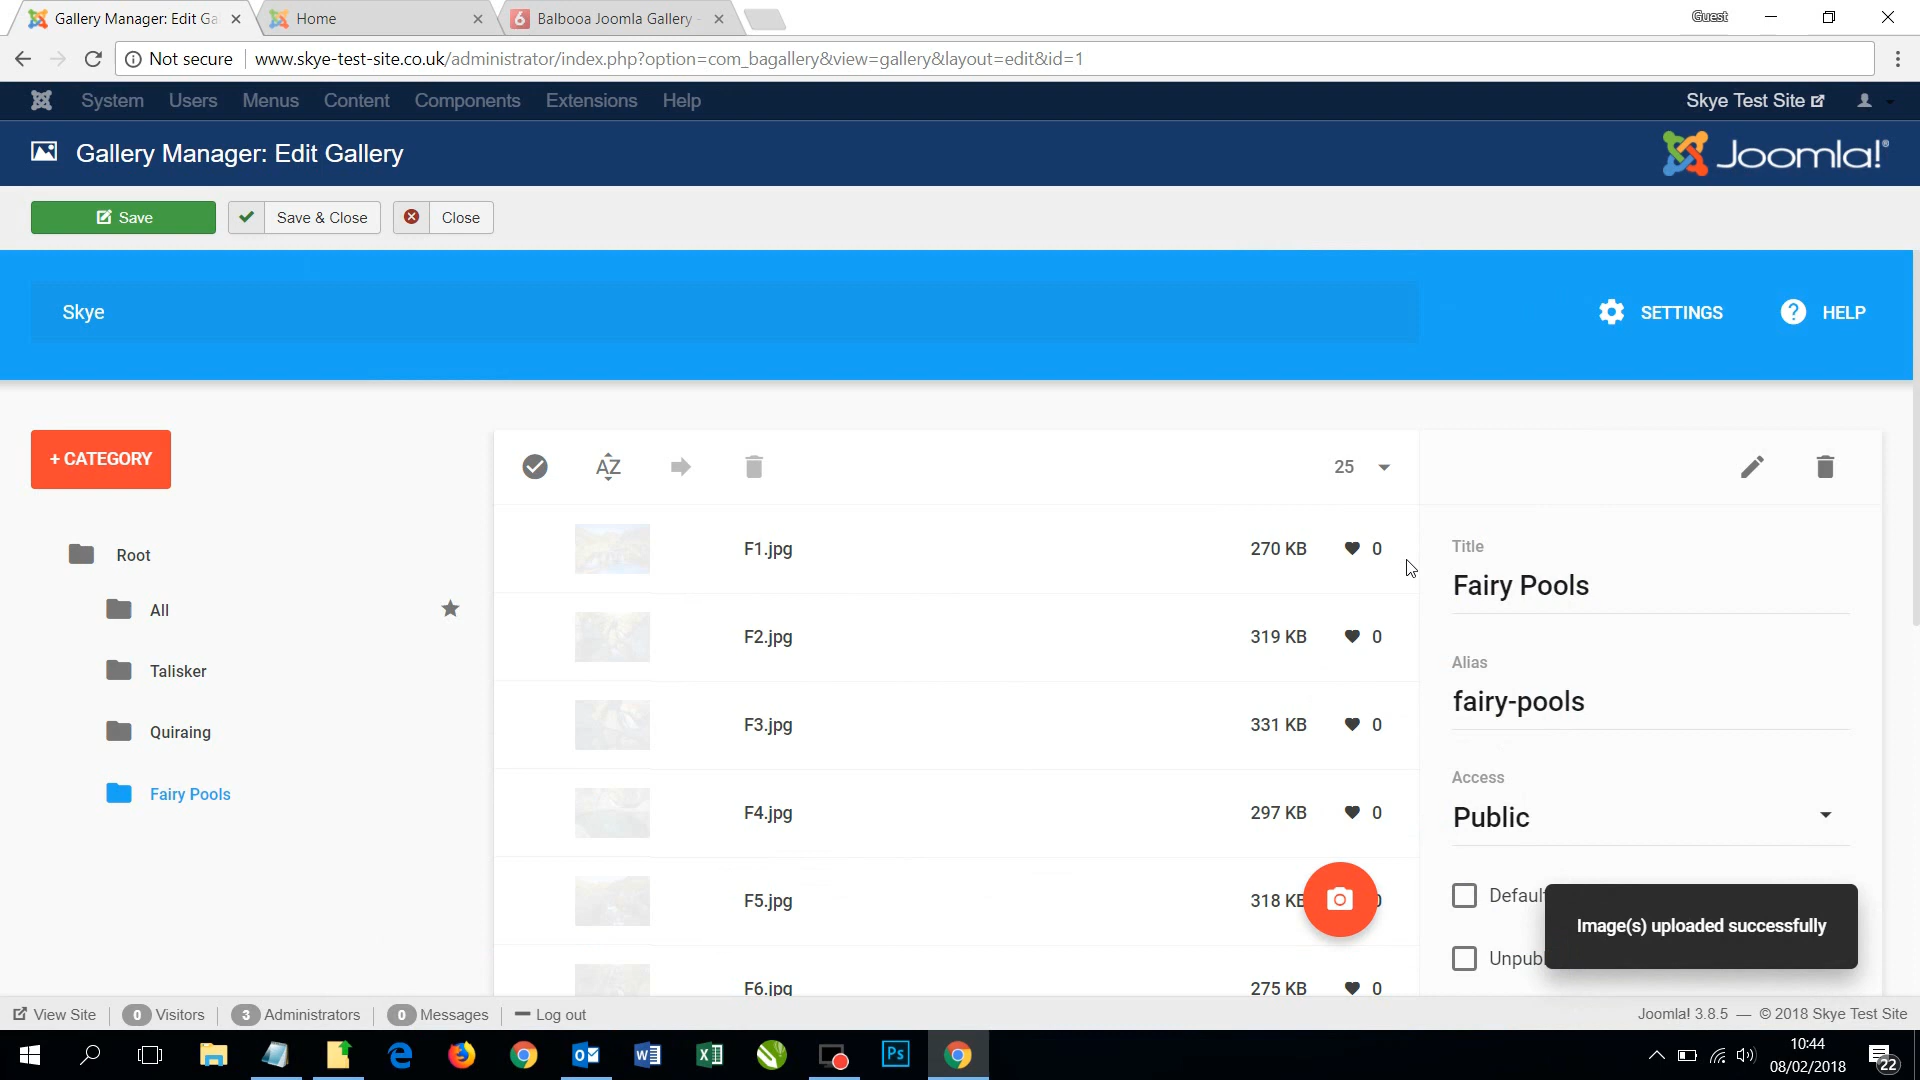 Gallery Manager: Edit Ga
Home
Balbooa Joomla Gallery
Guest
Not secure
www.skye-test-site.co.uk/administrator/index.php?option=com_bagallery&view=gallery&layout=edit&id=1
System Users Menus Content Components Extensions Help
Skye Test Site
Gallery Manager: Edit Gallery
Joomla!®
Save
Save & Close
Close
Skye
SETTINGS
HELP
+ CATEGORY
AZ
25
Root
All
Talisker
Quiraing
Fairy Pools
F1.jpg 270 KB 0
F2.jpg 319 KB 0
F3.jpg 331 KB 0
F4.jpg 297 KB 0
F5.jpg 318 KB
F6.jpg 275 KB 0
Title
Fairy Pools
Alias
fairy-pools
Access
Public
Default
Unpubl
Image(s) uploaded successfully
View Site
0 Visitors
3 Administrators
0 Messages
Log out
Joomla! 3.8.5 — © 2018 Skye Test Site
Ps
10:44
08/02/2018
22